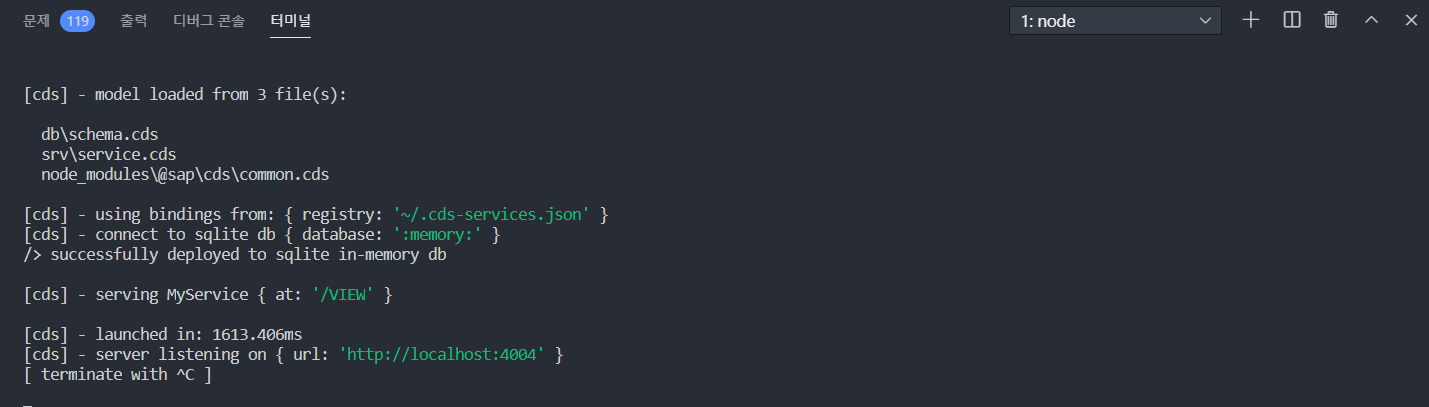 문제 119 출력 디버그 콘솔 터미널 1: node
[cds] - model loaded from 3 file(s):
db\schema.cds
srv\service.cds
node_modules\@sap\cds\common.cds
[cds] - using bindings from: { registry: '~/.cds-services.json' }
[cds] - connect to sqlite db { database: ':memory:' }
/> successfully deployed to sqlite in-memory db
[cds] - serving MyService { at: '/VIEW' }
[cds] - launched in: 1613.406ms
[cds] - server listening on { url: 'http://localhost:4004' }
[ terminate with ^C ]